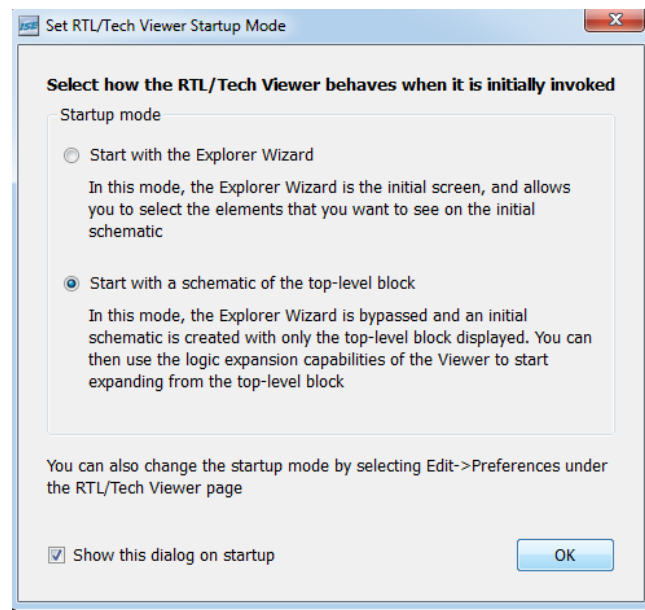 ISE Set RTL/Tech Viewer Startup Mode
Select how the RTL/Tech Viewer behaves when it is initially invoked
Startup mode
Start with the Explorer Wizard
In this mode, the Explorer Wizard is the initial screen, and allows
you to select the elements that you want to see on the initial
schematic
Start with a schematic of the top-level block
In this mode, the Explorer Wizard is bypassed and an initial
schematic is created with only the top-level block displayed. You can
then use the logic expansion capabilities of the Viewer to start
expanding from the top-level block
You can also change the startup mode by selecting Edit->Preferences under
the RTL/Tech Viewer page
Show this dialog on startup
OK